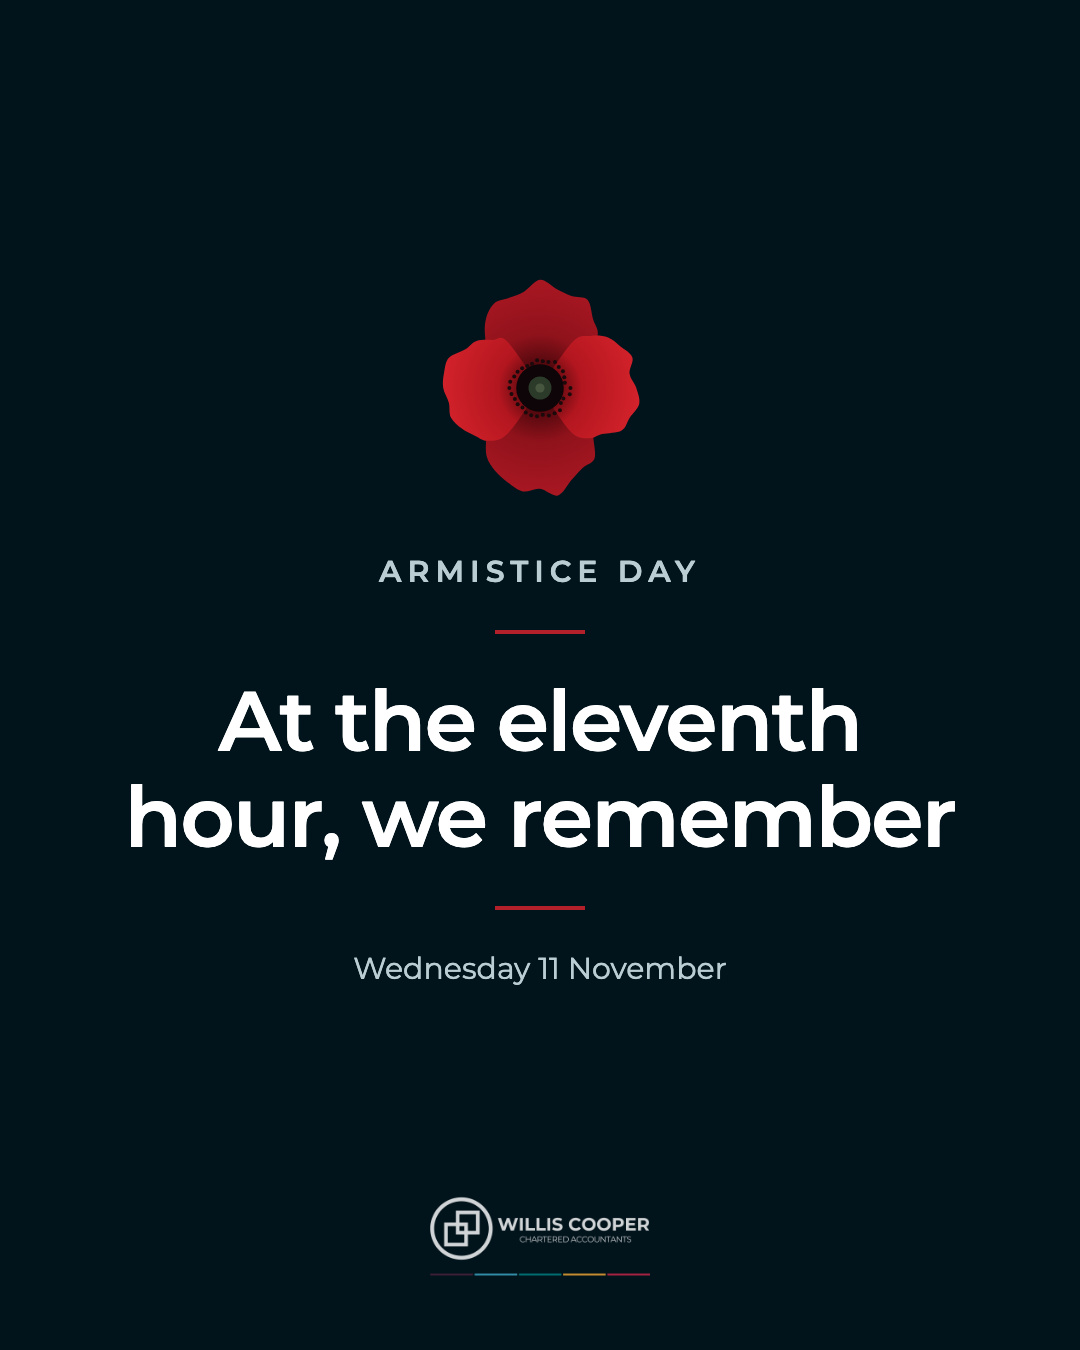 ARMISTICE DAY
At the eleventh
hour, we remember
Wednesday 11 November
WILLIS COOPER
CHARTERED ACCOUNTANTS